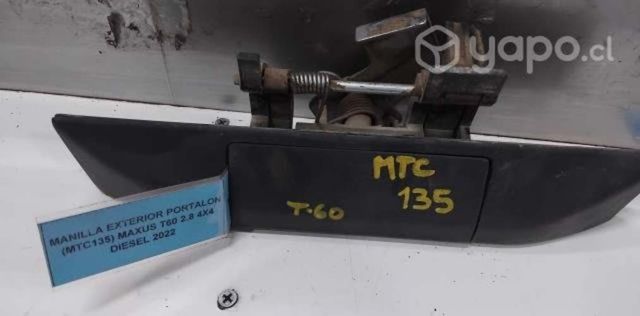 yapo.cl
MTC
135
T-60
MANILLA EXTERIOR PORTALON
(MTC135) MAXUS T60 2.8 4X4
DIESEL 2022